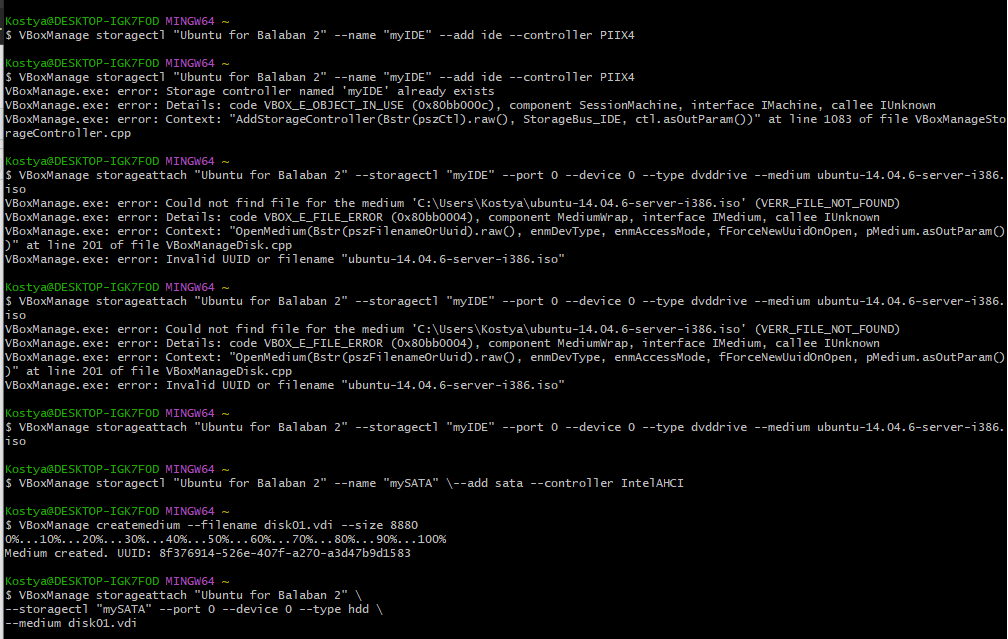 Kostya@DESKTOP-IGK7FOD MINGW64 ~
$ VBoxManage storagectl "Ubuntu for Balaban 2" --name "myIDE" --add ide --controller PIIX4
Kostya@DESKTOP-IGK7FOD MINGW64 ~
$ VBoxManage storagectl "Ubuntu for Balaban 2" --name "myIDE" --add ide --controller PIIX4
VBoxManage.exe: error: Storage controller named 'myIDE' already exists
VBoxManage.exe: error: Details: code VBOX_E_OBJECT_IN_USE (0x80bb000c), component SessionMachine, interface IMachine, callee IUnknown
VBoxManage.exe: error: Context: "AddStorageController(Bstr(pszCtl).raw(), StorageBus_IDE, ctl.asOutParam())" at line 1083 of file VBoxManageSto
rageController.cpp
Kostya@DESKTOP-IGK7FOD MINGW64 ~
$ VBoxManage storageattach "Ubuntu for Balaban 2" --storagectl "myIDE" --port 0 --device 0 --type dvddrive --medium ubuntu-14.04.6-server-i386.
iso
VBoxManage.exe: error: Could not find file for the medium 'C:\Users\Kostya\ubuntu-14.04.6-server-i386.iso' (VERR_FILE_NOT_FOUND)
VBoxManage.exe: error: Details: code VBOX_E_FILE_ERROR (0x80bb0004), component MediumWrap, interface IMedium, callee IUnknown
VBoxManage.exe: error: Context: "OpenMedium(Bstr(pszFilenameOrUuid).raw(), enmDevType, enmAccessMode, fForceNewUuidOnOpen, pMedium.asOutParam()
)" at line 201 of file VBoxManageDisk.cpp
VBoxManage.exe: error: Invalid UUID or filename "ubuntu-14.04.6-server-i386.iso"
Kostya@DESKTOP-IGK7FOD MINGW64 ~
$ VBoxManage storageattach "Ubuntu for Balaban 2" --storagectl "myIDE" --port 0 --device 0 --type dvddrive --medium ubuntu-14.04.6-server-i386.
iso
VBoxManage.exe: error: Could not find file for the medium 'C:\Users\Kostya\ubuntu-14.04.6-server-i386.iso' (VERR_FILE_NOT_FOUND)
VBoxManage.exe: error: Details: code VBOX_E_FILE_ERROR (0x80bb0004), component MediumWrap, interface IMedium, callee IUnknown
VBoxManage.exe: error: Context: "OpenMedium(Bstr(pszFilenameOrUuid).raw(), enmDevType, enmAccessMode, fForceNewUuidOnOpen, pMedium.asOutParam()
)" at line 201 of file VBoxManageDisk.cpp
VBoxManage.exe: error: Invalid UUID or filename "ubuntu-14.04.6-server-i386.iso"
Kostya@DESKTOP-IGK7FOD MINGW64 ~
$ VBoxManage storageattach "Ubuntu for Balaban 2" --storagectl "myIDE" --port 0 --device 0 --type dvddrive --medium ubuntu-14.04.6-server-i386.
iso
Kostya@DESKTOP-IGK7FOD MINGW64 ~
$ VBoxManage storagectl "Ubuntu for Balaban 2" --name "mySATA" \--add sata --controller IntelAHCI
Kostya@DESKTOP-IGK7FOD MINGW64 ~
$ VBoxManage createmedium --filename disk01.vdi --size 8880
0%...10%...20%...30%...40%...50%...60%...70%...80%...90%...100%
Medium created. UUID: 8f376914-526e-407f-a270-a3d47b9d1583
Kostya@DESKTOP-IGK7FOD MINGW64 ~
$ VBoxManage storageattach "Ubuntu for Balaban 2" \
--storagectl "mySATA" --port 0 --device 0 --type hdd \
--medium disk01.vdi